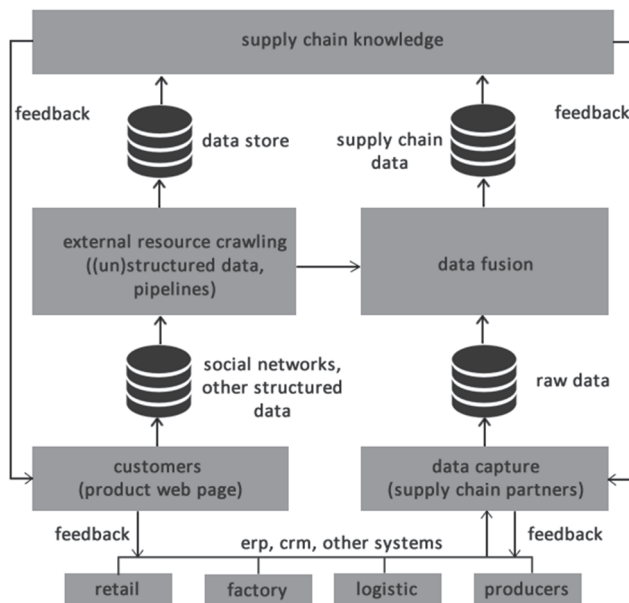 supply chain knowledge
feedback
feedback
data store
supply chain
data
external resource crawling
((un)structured data,
pipelines)
data fusion
social networks,
other structured
data
raw data
customers
(product web page)
data capture
(supply chain partners)
feedback
feedback
erp, crm, other systems
retail
factory
logistic
producers